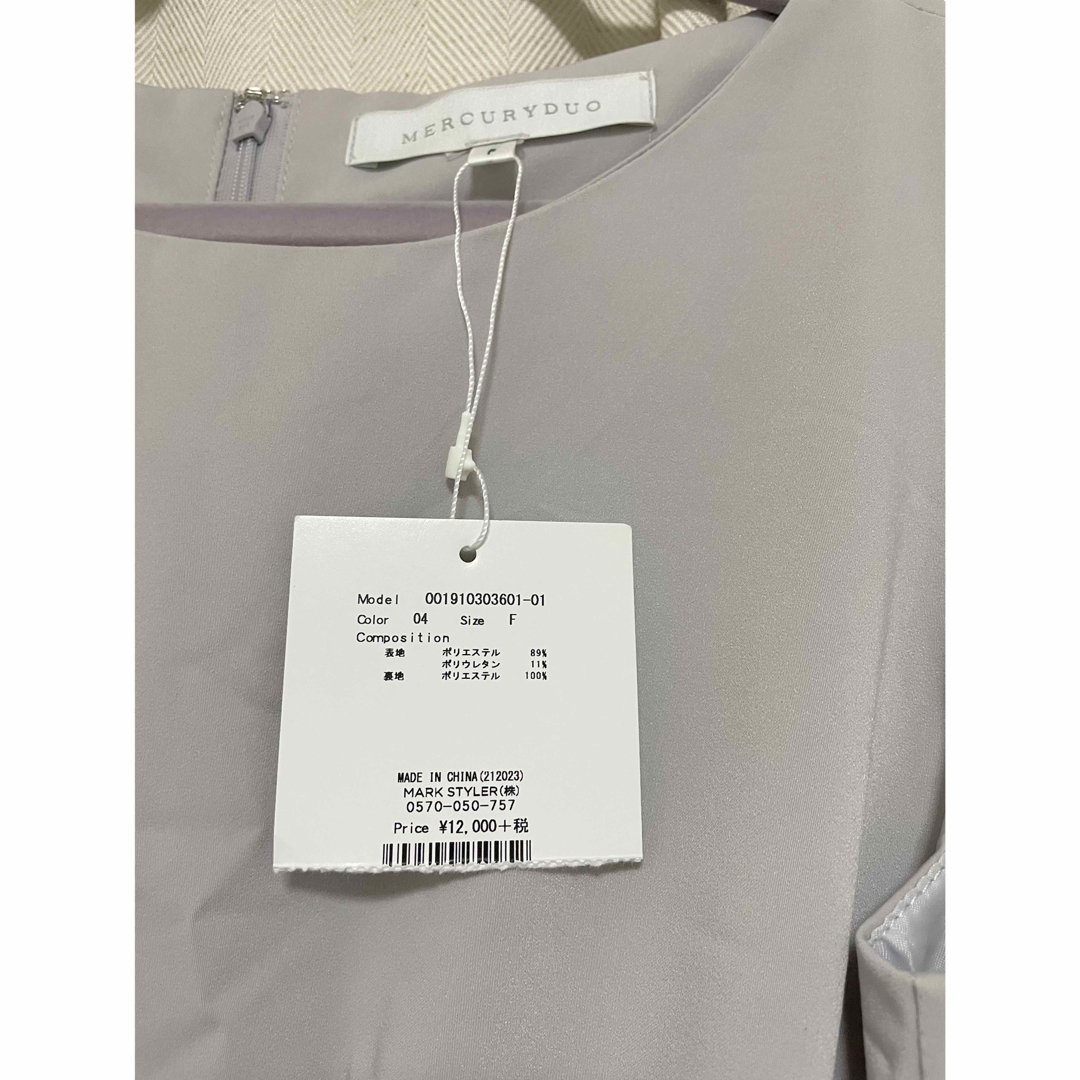 MERCURYDUO
Model 001910303601-01
Color 04 Size F
Composition
表地 ポリエステル 89%
ポリウレタン 11%
裏地 ポリエステル 100%
MADE IN CHINA(212023)
MARK STYLER(株)
0570-050-757
Price ¥12,000+税